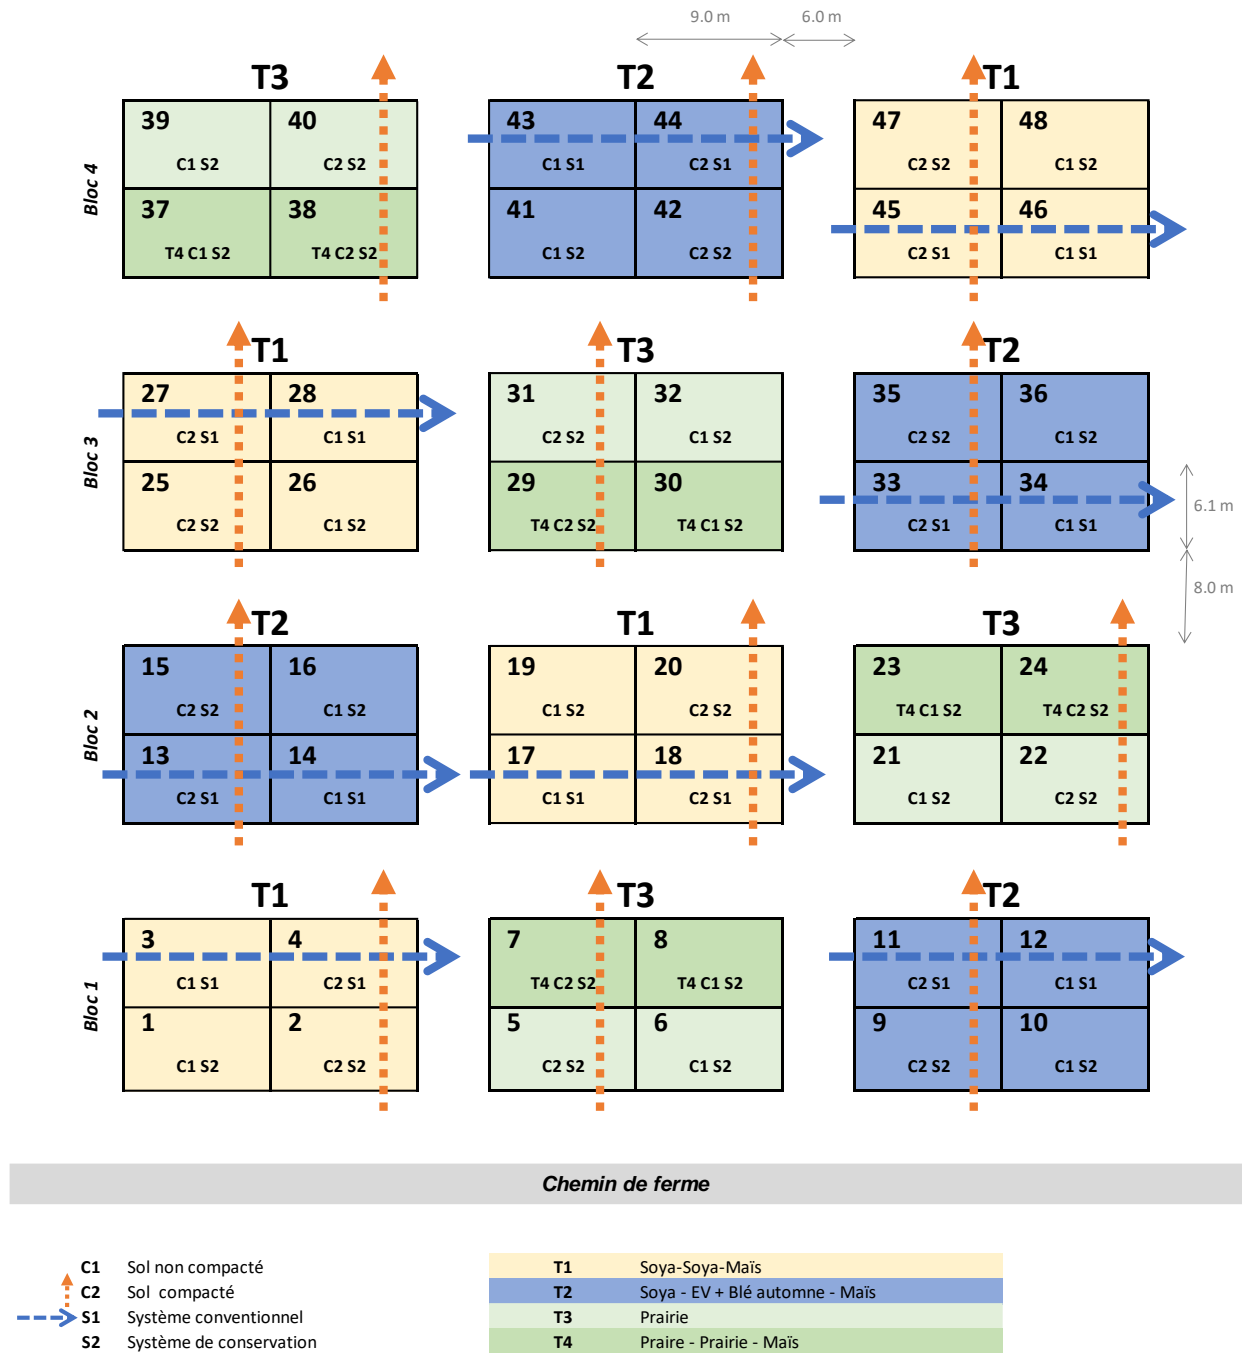 9.0 m 6.0 m
T3 T2 T1
39 40 43 44 47 48
C1 S2 C2 S2 C1 S1 C2 S1 C2 S2 C1 S2
Bloc 4
37 38 41 42 45 46
T4 C1 S2 T4 C2 S2 C1 S2 C2 S2 C2 S1 C1 S1
T1 T3 T2
27 28 31 32 35 36
C2 S1 C1 S1 C2 S2 C1 S2 C2 S2 C1 S2
Bloc 3
25 26 29 30 33 34
C2 S2 C1 S2 T4 C2 S2 T4 C1 S2 C2 S1 C1 S1
6.1 m
8.0 m
T2 T1 T3
15 16 19 20 23 24
C2 S2 C1 S2 C1 S2 C2 S2 T4 C1 S2 T4 C2 S2
Bloc 2
13 14 17 18 21 22
C2 S1 C1 S1 C1 S1 C2 S1 C1 S2 C2 S2
T1 T3 T2
3 4 7 8 11 12
C1 S1 C2 S1 T4 C2 S2 T4 C1 S2 C2 S1 C1 S1
Bloc 1
1 2 5 6 9 10
C1 S2 C2 S2 C2 S2 C1 S2 C2 S2 C1 S2
Chemin de ferme
C1 Sol non compacté
C2 Sol compacté
S1 Système conventionnel
S2 Système de conservation
T1 Soya-Soya-Maïs
T2 Soya - EV + Blé automne - Maïs
T3 Prairie
T4 Praire - Prairie - Maïs